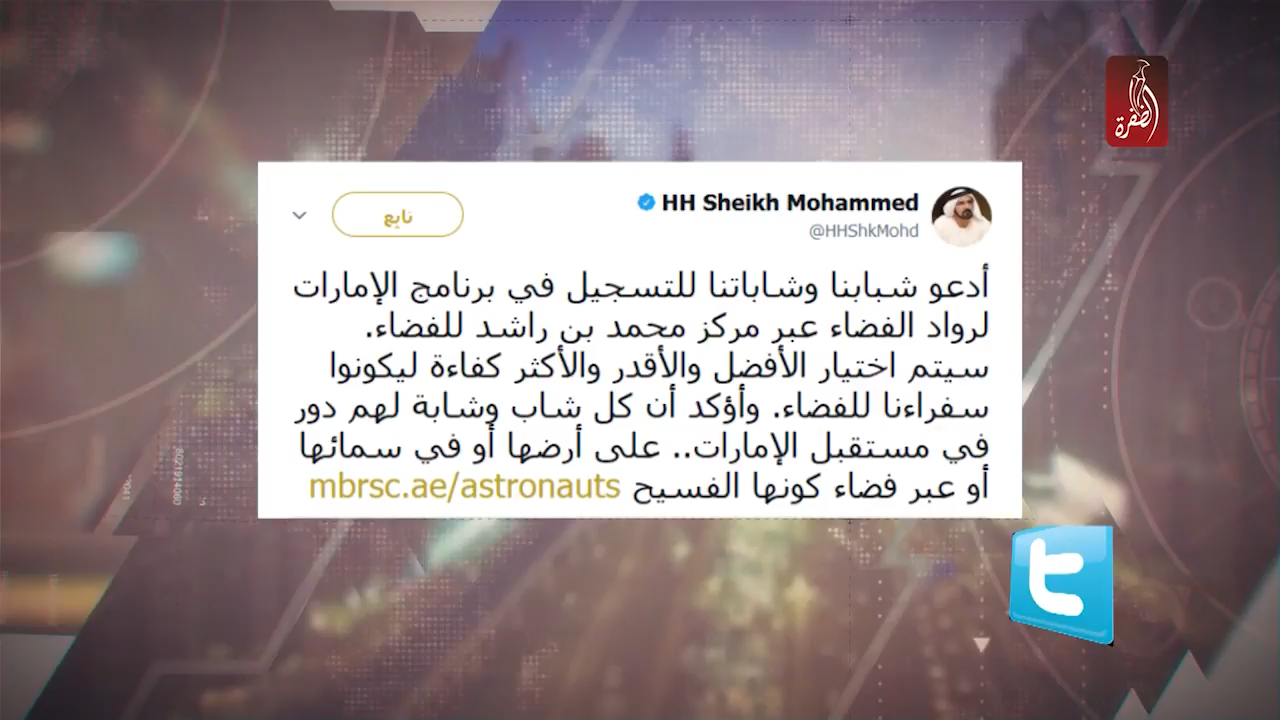 الظفرة
HH Sheikh Mohammed
@HHShkMohd
تابع
أدعو شبابنا وشاباتنا للتسجيل في برنامج الإمارات
لرواد الفضاء عبر مركز محمد بن راشد للفضاء.
سيتم اختيار الأفضل والأقدر والأكثر كفاءة ليكونوا
سفراءنا للفضاء. وأؤكد أن كل شاب وشابة لهم دور
في مستقبل الإمارات.. على أرضها أو في سمائها
أو عبر فضاء كونها الفسيح mbrsc.ae/astronauts